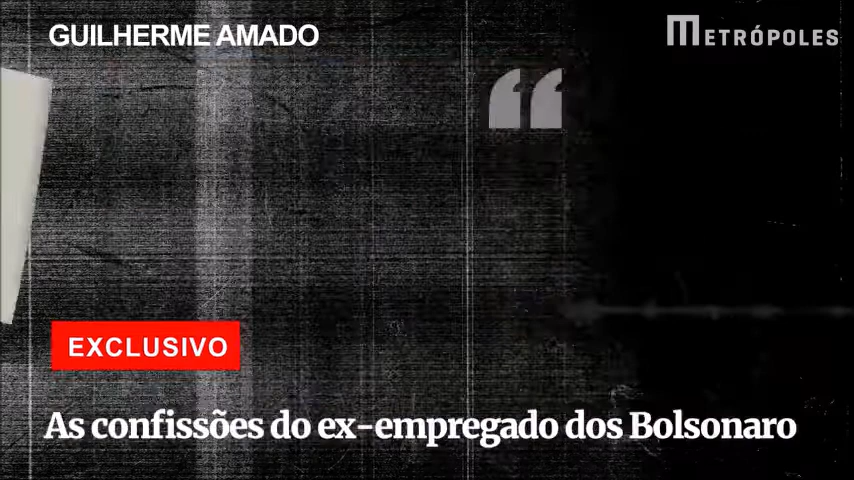 GUILHERME AMADO
METRÓPOLES
“
EXCLUSIVO
As confissões do ex-empregado dos Bolsonaro